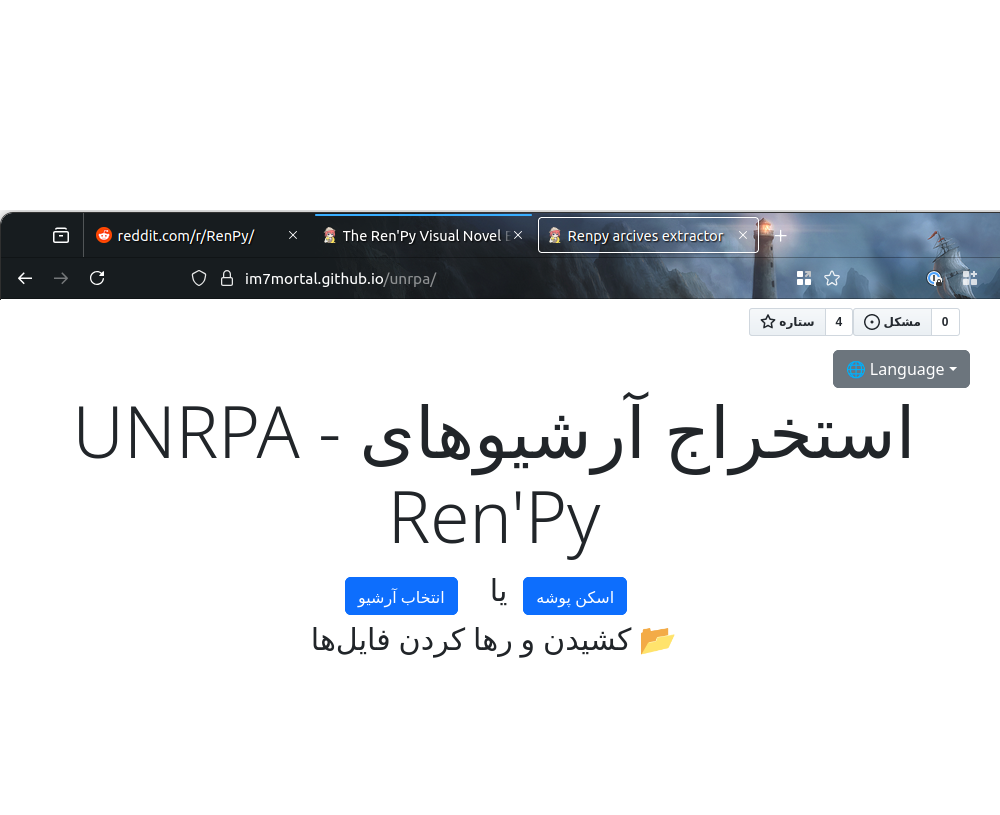 reddit.com/r/RenPy/
The Ren'Py Visual Novel E
Renpy arcives extractor
im7mortal.github.io/unrpa/
ستاره
4
مشکل
0
🌐 Language
UNRPA - استخراج آرشیوهای
Ren'Py
انتخاب آرشیو یا اسکن پوشه
📂 کشیدن و رها کردن فایل‌ها